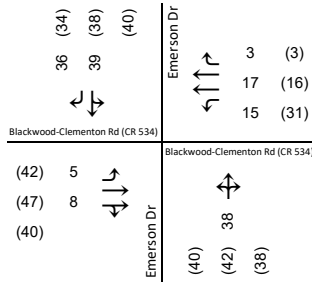 (34) (38) (40)
36 39
Blackwood-Clementon Rd (CR 534)
Emerson Dr
3 (3)
17 (16)
15 (31)
(42) 5
(47) 8
(40)
Emerson Dr
Blackwood-Clementon Rd (CR 534)
38
(40) (42) (38)